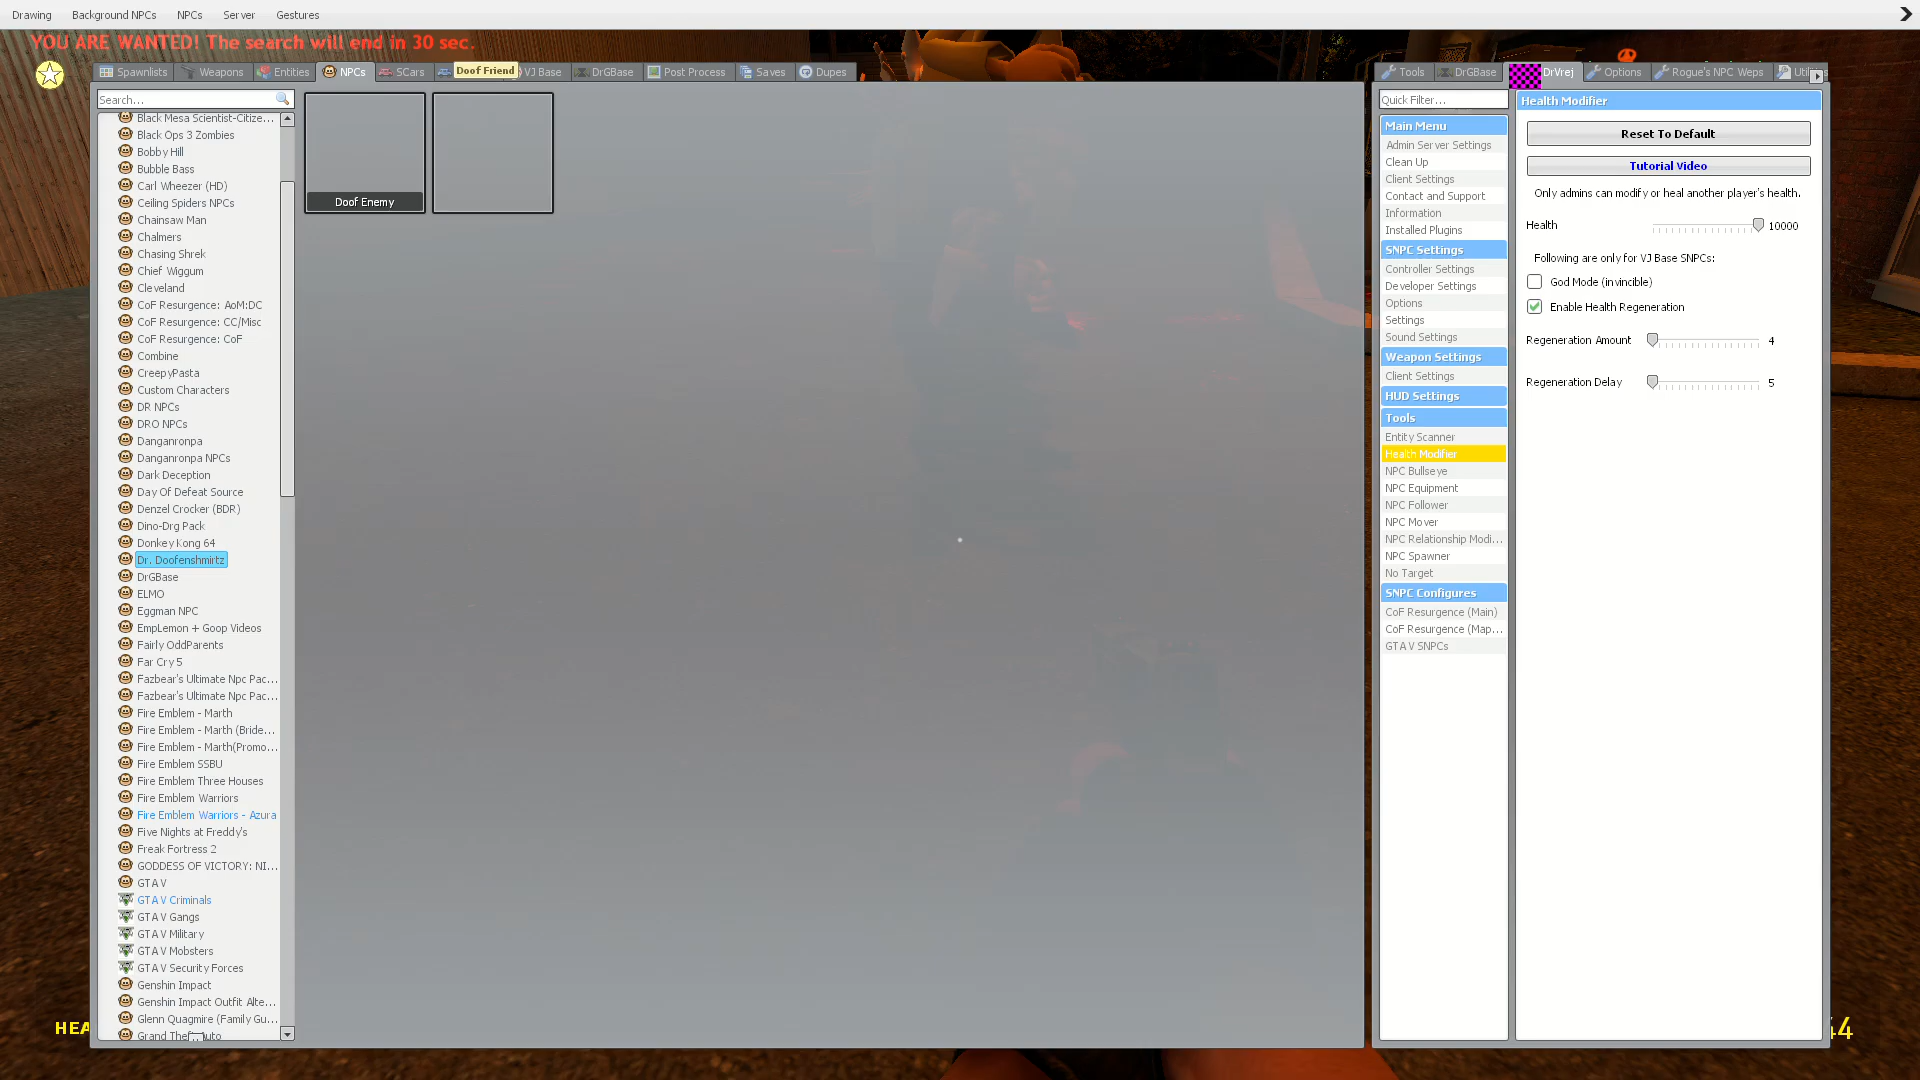 Drawing Background NPCs NPCs Server Gestures
YOU ARE WANTED! The search will end in 30 sec.
Spawnlists Weapons Entities NPCs SCars Doof Friend VJ Base DrGBase Post Process Saves Dupes
Search...
Black Mesa Scientist-Citize...
Black Ops 3 Zombies
Bobby Hill
Bubble Bass
Carl Wheezer (HD)
Ceiling Spiders NPCs
Chainsaw Man
Chalmers
Chasing Shrek
Chief Wiggum
Cleveland
CoF Resurgence: AoM:DC
CoF Resurgence: CC/Misc
CoF Resurgence: CoF
Combine
CreepyPasta
Custom Characters
DR NPCs
DRO NPCs
Danganronpa
Danganronpa NPCs
Dark Deception
Day Of Defeat Source
Denzel Crocker (BDR)
Dino-Drg Pack
Donkey Kong 64
Dr. Doofenshmirtz
DrGBase
ELMO
Eggman NPC
EmpLemon + Goop Videos
Fairly OddParents
Far Cry 5
Fazbear's Ultimate Npc Pac...
Fazbear's Ultimate Npc Pac...
Fire Emblem - Marth
Fire Emblem - Marth (Bride...
Fire Emblem - Marth(Promo...
Fire Emblem SSBU
Fire Emblem Three Houses
Fire Emblem Warriors
Fire Emblem Warriors - Azura
Five Nights at Freddy's
Freak Fortress 2
GODDESS OF VICTORY: NI...
GTA V
GTA V Criminals
GTA V Gangs
GTA V Military
GTA V Mobsters
GTA V Security Forces
Genshin Impact
Genshin Impact Outfit Alte...
Glenn Quagmire (Family Gu...
Grand Theft Auto
Doof Enemy
HEA
Tools DrGBase DrVrej Options Rogue's NPC Weps Utili
Quick Filter...
Main Menu
Admin Server Settings
Clean Up
Client Settings
Contact and Support
Information
Installed Plugins
SNPC Settings
Controller Settings
Developer Settings
Options
Settings
Sound Settings
Weapon Settings
Client Settings
HUD Settings
Tools
Entity Scanner
Health Modifier
NPC Bullseye
NPC Equipment
NPC Follower
NPC Mover
NPC Relationship Modi...
NPC Spawner
No Target
SNPC Configures
CoF Resurgence (Main)
CoF Resurgence (Map...
GTA V SNPCs
Health Modifier
Reset To Default
Tutorial Video
Only admins can modify or heal another player's health.
Health 10000
Following are only for VJ Base SNPCs:
God Mode (invincible)
Enable Health Regeneration
Regeneration Amount 4
Regeneration Delay 5
44